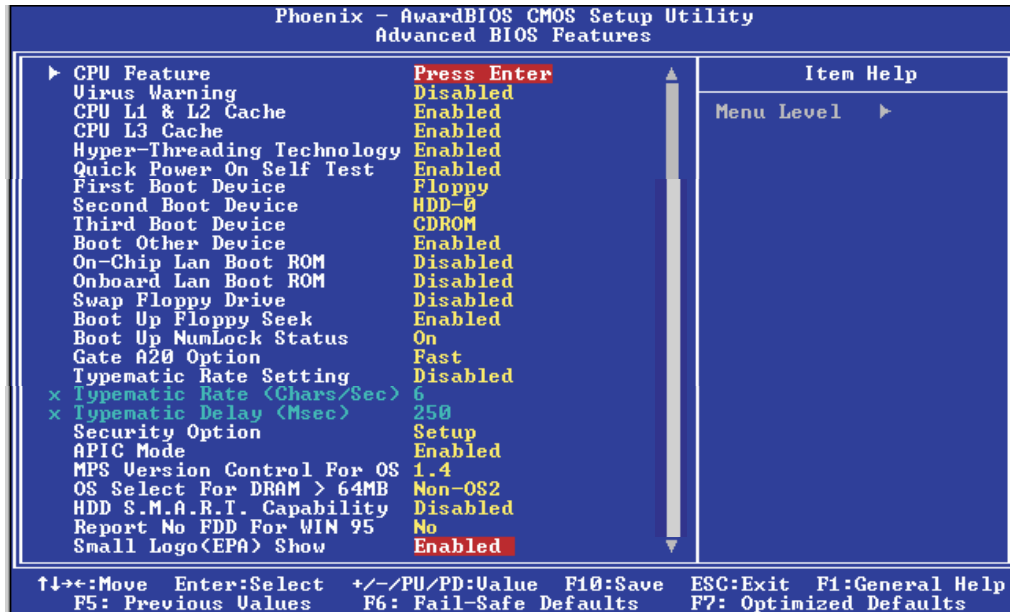 Phoenix - AwardBIOS CMOS Setup Utility
Advanced BIOS Features
CPU Feature Press Enter
Virus Warning Disabled
CPU L1 & L2 Cache Enabled
CPU L3 Cache Enabled
Hyper-Threading Technology Enabled
Quick Power On Self Test Enabled
First Boot Device Floppy
Second Boot Device HDD-0
Third Boot Device CDROM
Boot Other Device Enabled
On-Chip Lan Boot ROM Disabled
Onboard Lan Boot ROM Disabled
Swap Floppy Drive Disabled
Boot Up Floppy Seek Enabled
Boot Up NumLock Status On
Gate A20 Option Fast
Typematic Rate Setting Disabled
x Typematic Rate (Chars/Sec) 6
x Typematic Delay (Msec) 250
Security Option Setup
APIC Mode Enabled
MPS Version Control For OS 1.4
OS Select For DRAM > 64MB Non-OS2
HDD S.M.A.R.T. Capability Disabled
Report No FDD For WIN 95 No
Small Logo(EPA) Show Enabled
Item Help
Menu Level
↑↓→←:Move Enter:Select +/-/PU/PD:Value F10:Save ESC:Exit F1:General Help
F5: Previous Values F6: Fail-Safe Defaults F7: Optimized Defaults